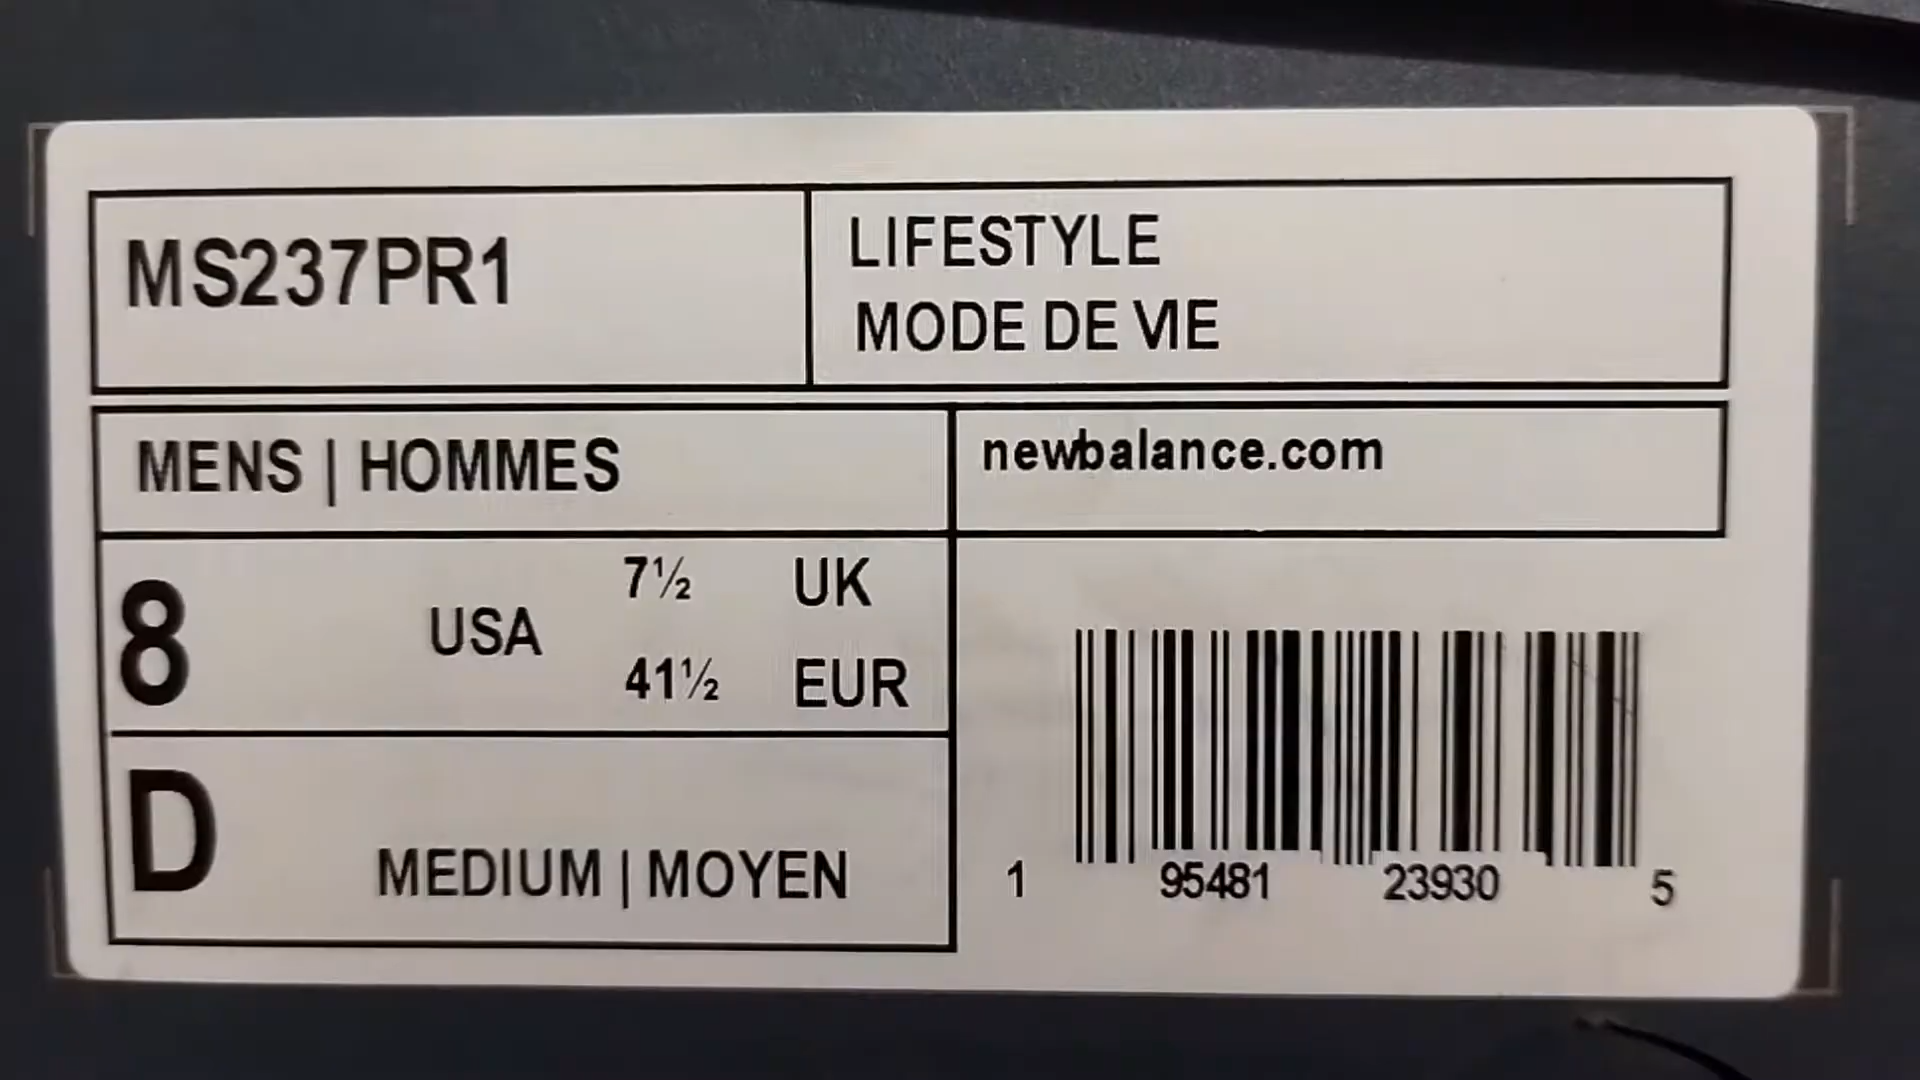 MS237PR1
LIFESTYLE
MODE DE VIE
MENS | HOMMES
newbalance.com
8 USA
7½ UK
41½ EUR
D
MEDIUM | MOYEN
1 95481 23930 5